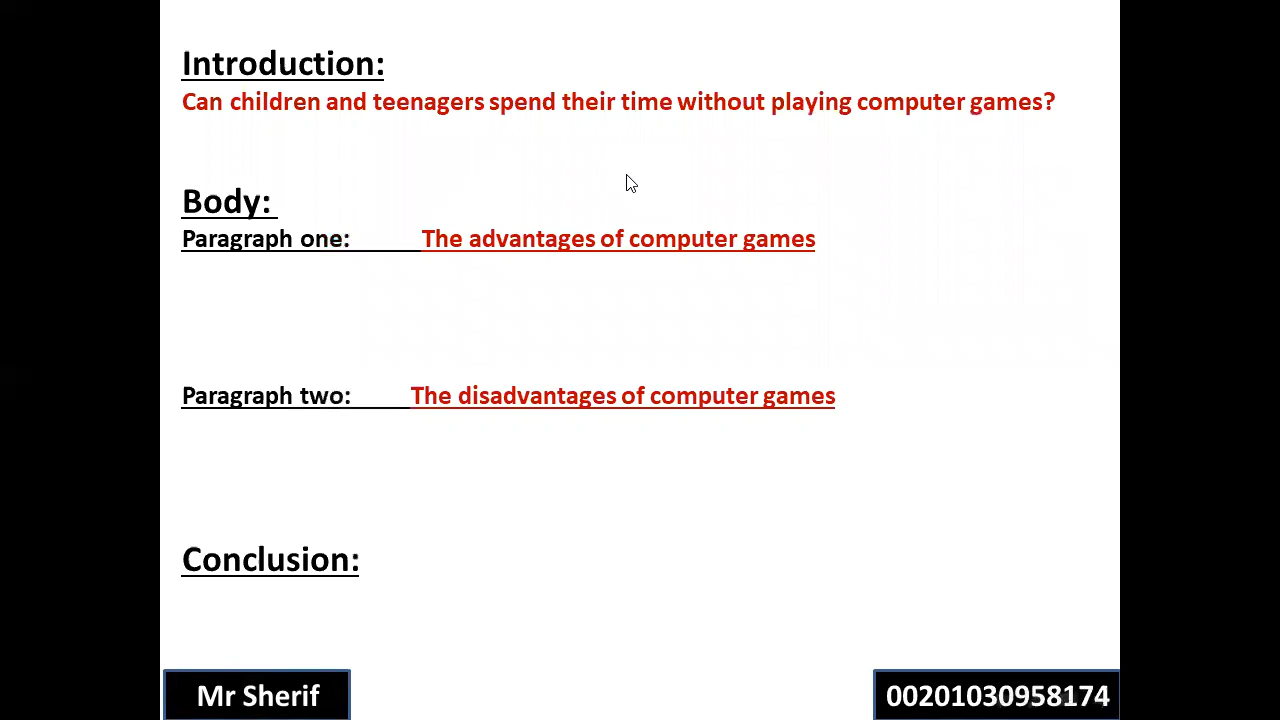 Introduction:
Can children and teenagers spend their time without playing computer games?
Body:
Paragraph one: The advantages of computer games
Paragraph two: The disadvantages of computer games
Conclusion:
Mr Sherif
00201030958174